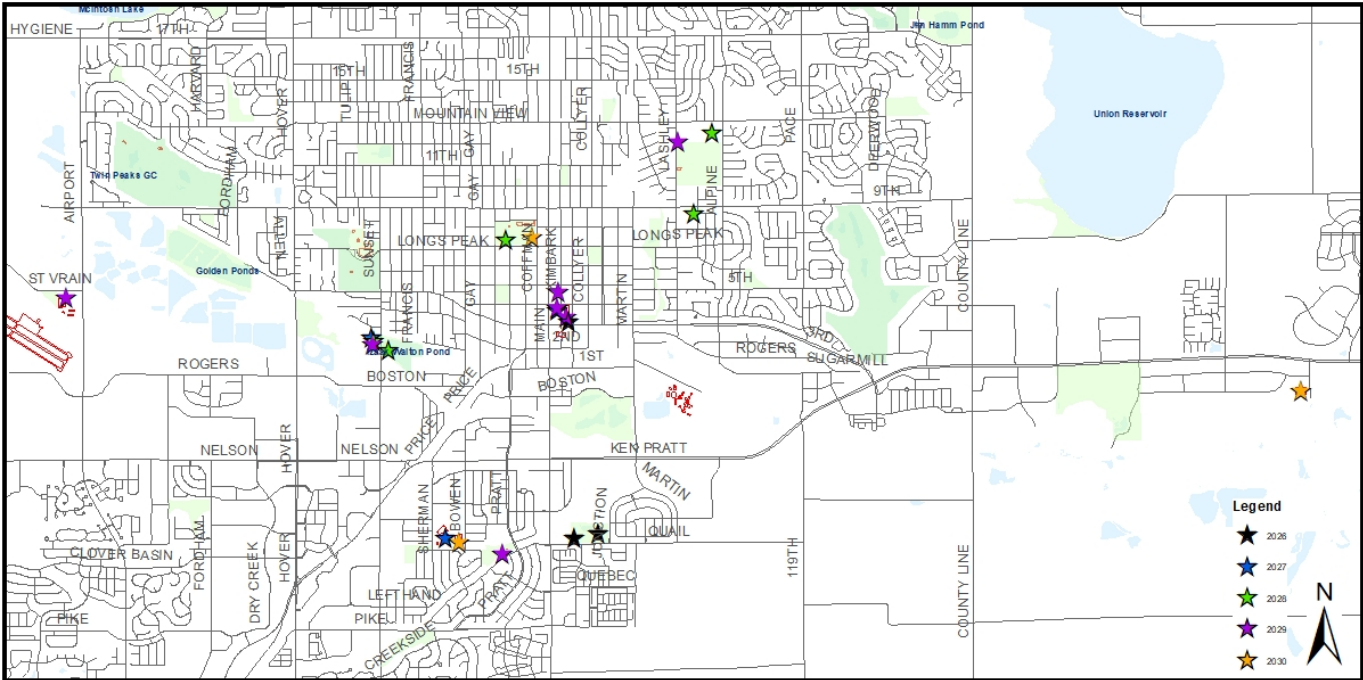 McIntosh Lake
HYGIENE
17TH
Jim Hamm Pond
15TH
15TH
HARVARD
HOVER
TULIP
FRANCIS
MOUNTAIN VIEW
COLLYER
LASHLEY
PACE
DEERWOOD
Union Reservoir
11TH
GAY
Twin Peaks GC
AIRPORT
FORDHAM
GAY
ALPINE
9TH
ALLEN
SUNSET
LONGS PEAK
COFFMAN
KIMBARK
COLLYER
LONGS PEAK
COUNTY LINE
Golden Ponds
ST VRAIN
5TH
FRANCIS
GAY
MAIN
MARTIN
2ND
3RD
1ST
ROGERS
SUGARMILL
ROGERS
BOSTON
PRICE
BOSTON
NELSON
HOVER
NELSON
PRICE
KEN PRATT
MARTIN
SHERMAN
BOWEN
PRATT
JUNCTION
QUAIL
CLOVER BASIN
FORDHAM
DRY CREEK
HOVER
119TH
COUNTY LINE
QUEBEC
LEFTHAND
PRATT
PIKE
PIKE
CREEKSIDE
Legend
2026
2027
2028
2029
2030
N